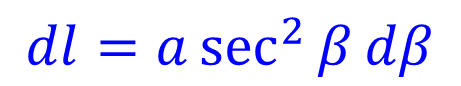 dl = a sec² β dβ